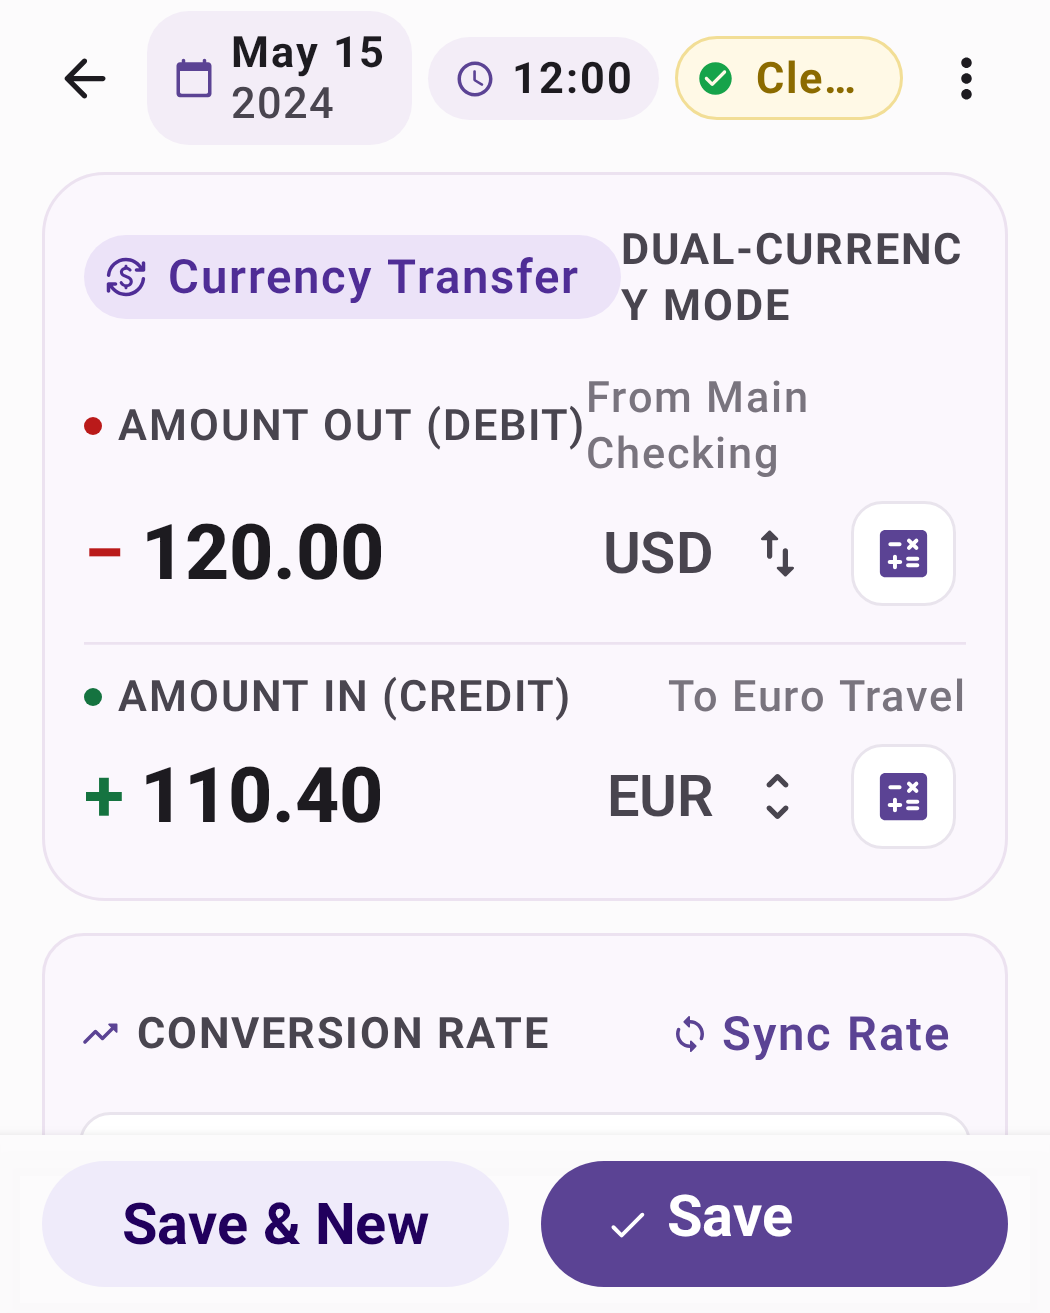 May 15
2024
12:00
Cle…
Currency Transfer
DUAL-CURRENC
Y MODE
AMOUNT OUT (DEBIT)
From Main
Checking
− 120.00
USD
AMOUNT IN (CREDIT)
To Euro Travel
+ 110.40
EUR
CONVERSION RATE
Sync Rate
Save & New
Save